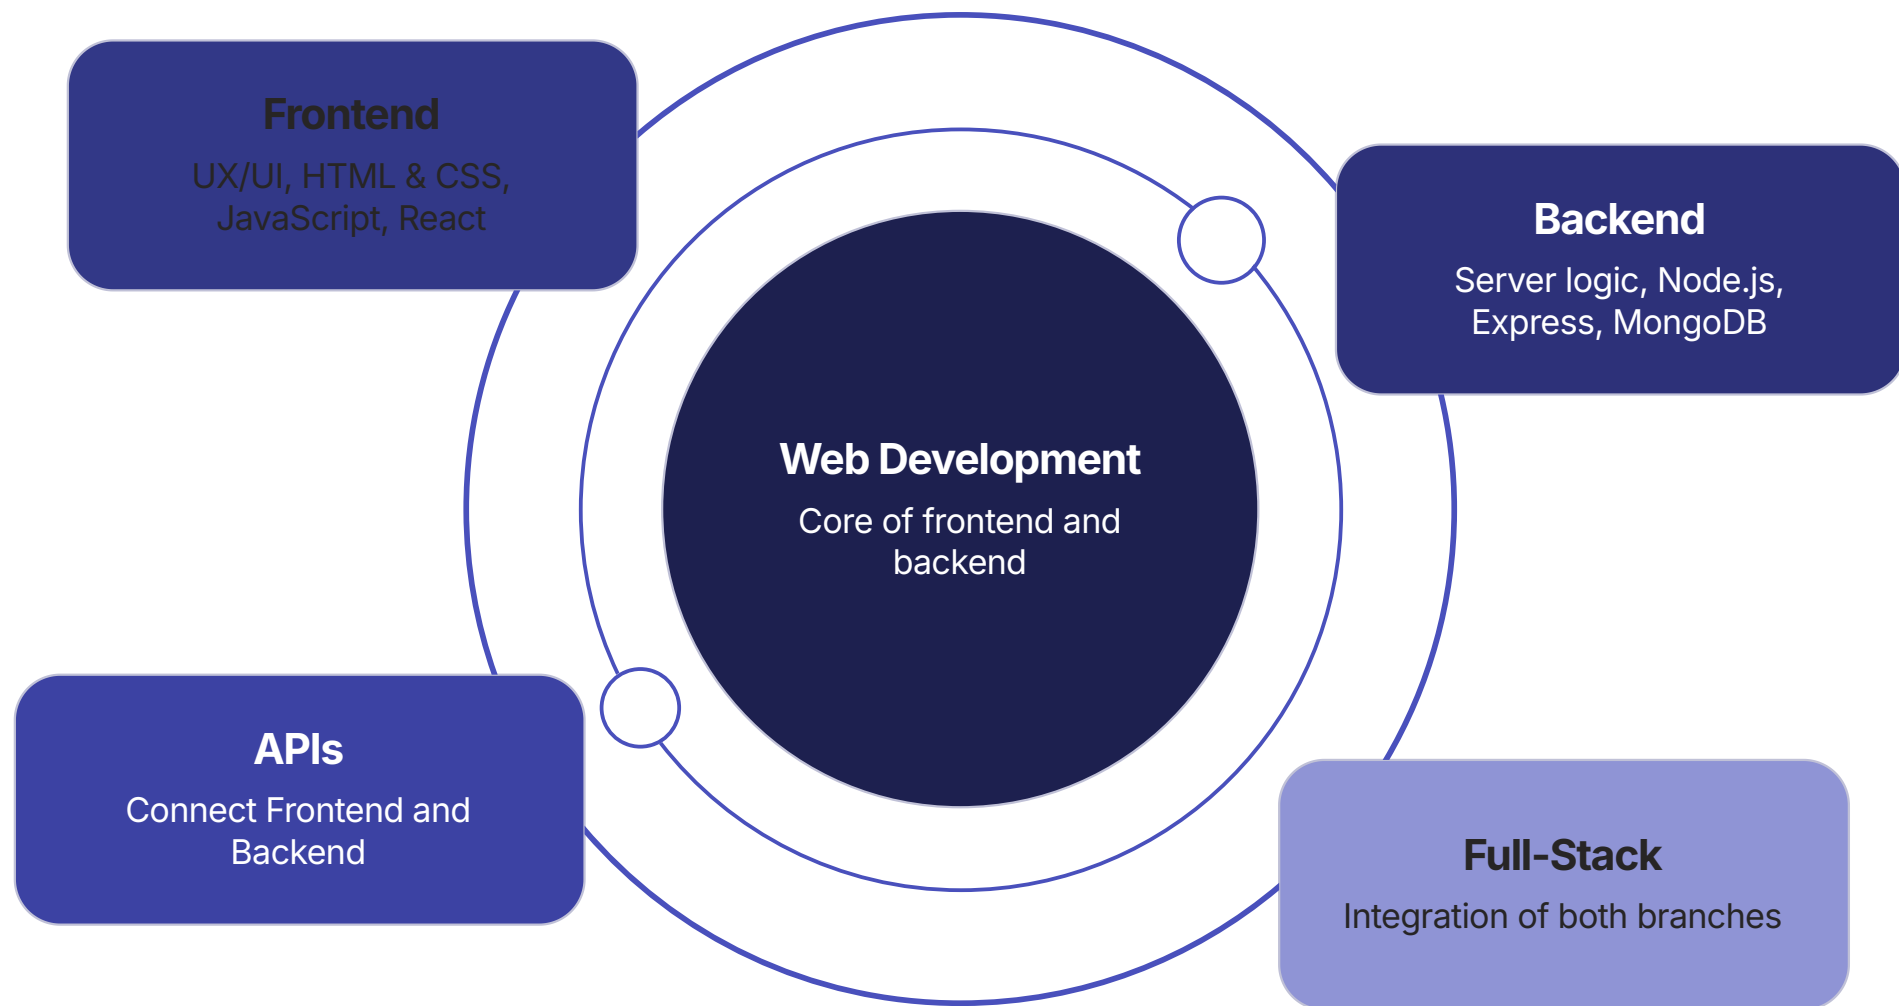 Frontend
UX/UI, HTML & CSS,
JavaScript, React
Backend
Server logic, Node.js,
Express, MongoDB
Web Development
Core of frontend and
backend
APIs
Connect Frontend and
Backend
Full-Stack
Integration of both branches